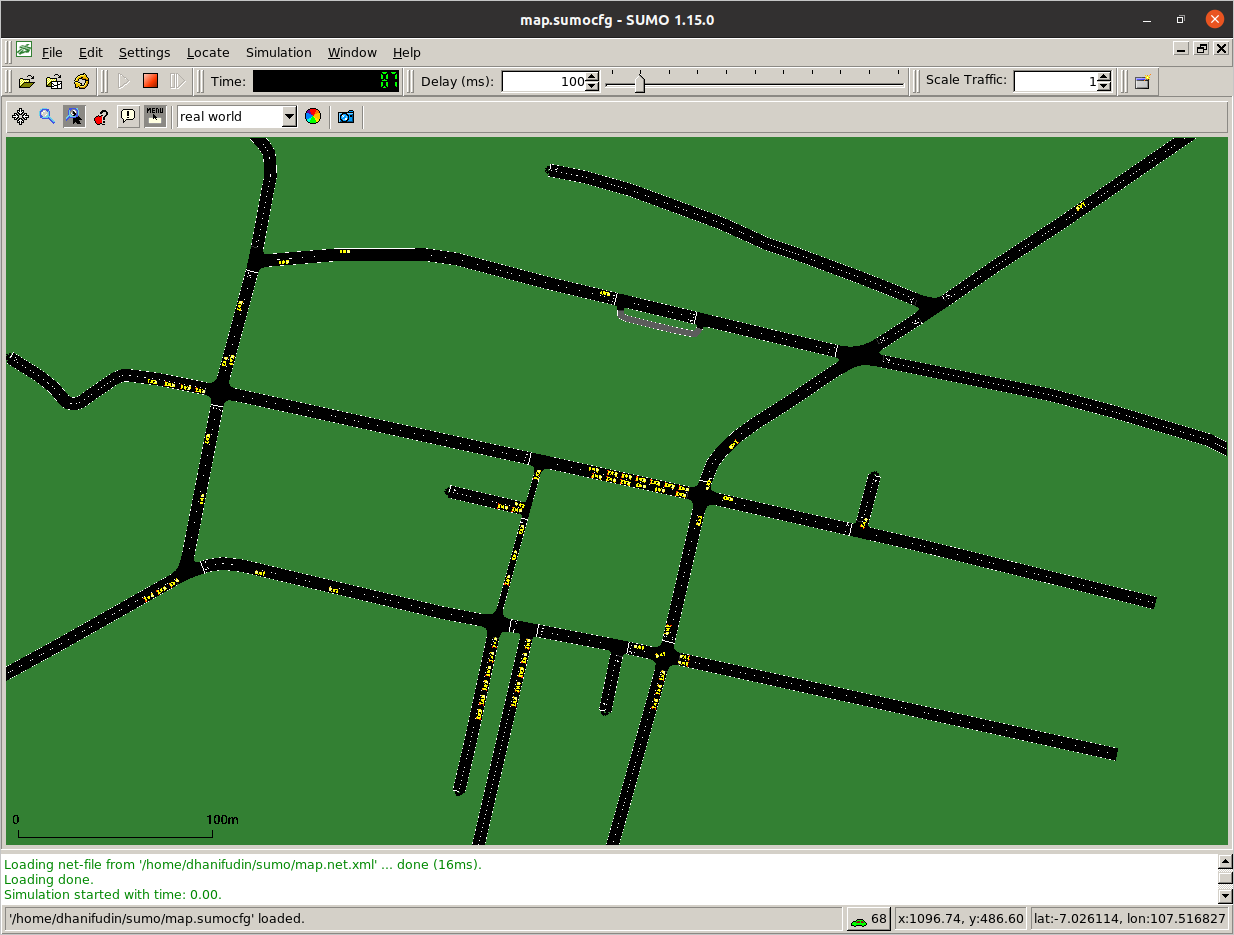 map.sumocfg - SUMO 1.15.0
File Edit Settings Locate Simulation Window Help
Time: 87 Delay (ms): 100 Scale Traffic: 1
MENU real world
0 100m
Loading net-file from '/home/dhanifudin/sumo/map.net.xml' ... done (16ms).
Loading done.
Simulation started with time: 0.00.
'/home/dhanifudin/sumo/map.sumocfg' loaded. 68 x:1096.74, y:486.60 lat:-7.026114, lon:107.516827